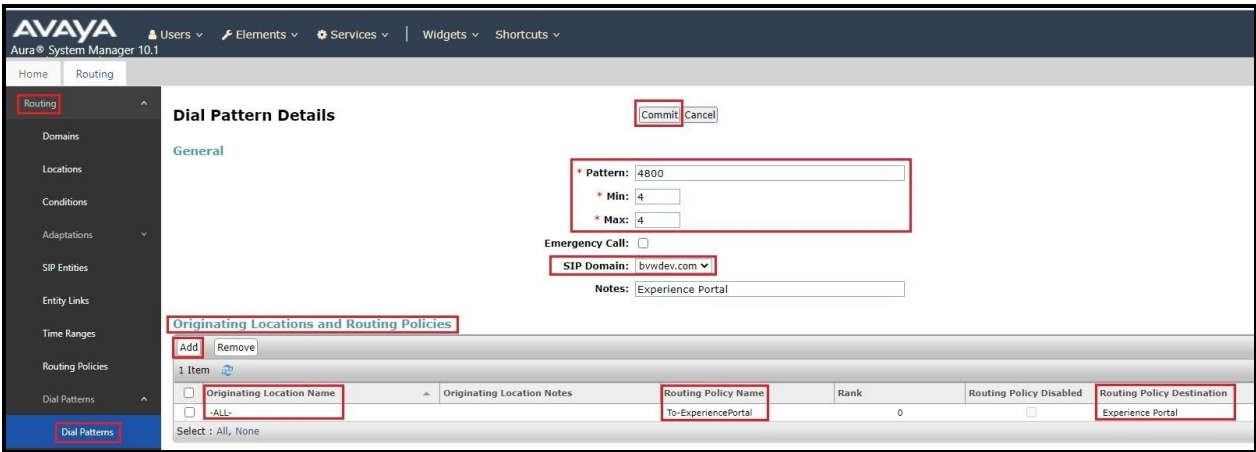 AVAYA
Aura® System Manager 10.1
Users Elements Services | Widgets Shortcuts
Home Routing
Routing
Domains
Locations
Conditions
Adaptations
SIP Entities
Entity Links
Time Ranges
Routing Policies
Dial Patterns
Dial Patterns
Dial Pattern Details
Commit Cancel
General
* Pattern: 4800
* Min: 4
* Max: 4
Emergency Call:
SIP Domain: bvwdev.com
Notes: Experience Portal
Originating Locations and Routing Policies
Add Remove
1 Item
Originating Location Name Originating Location Notes Routing Policy Name Rank Routing Policy Disabled Routing Policy Destination
-ALL- To-ExperiencePortal 0 Experience Portal
Select : All, None